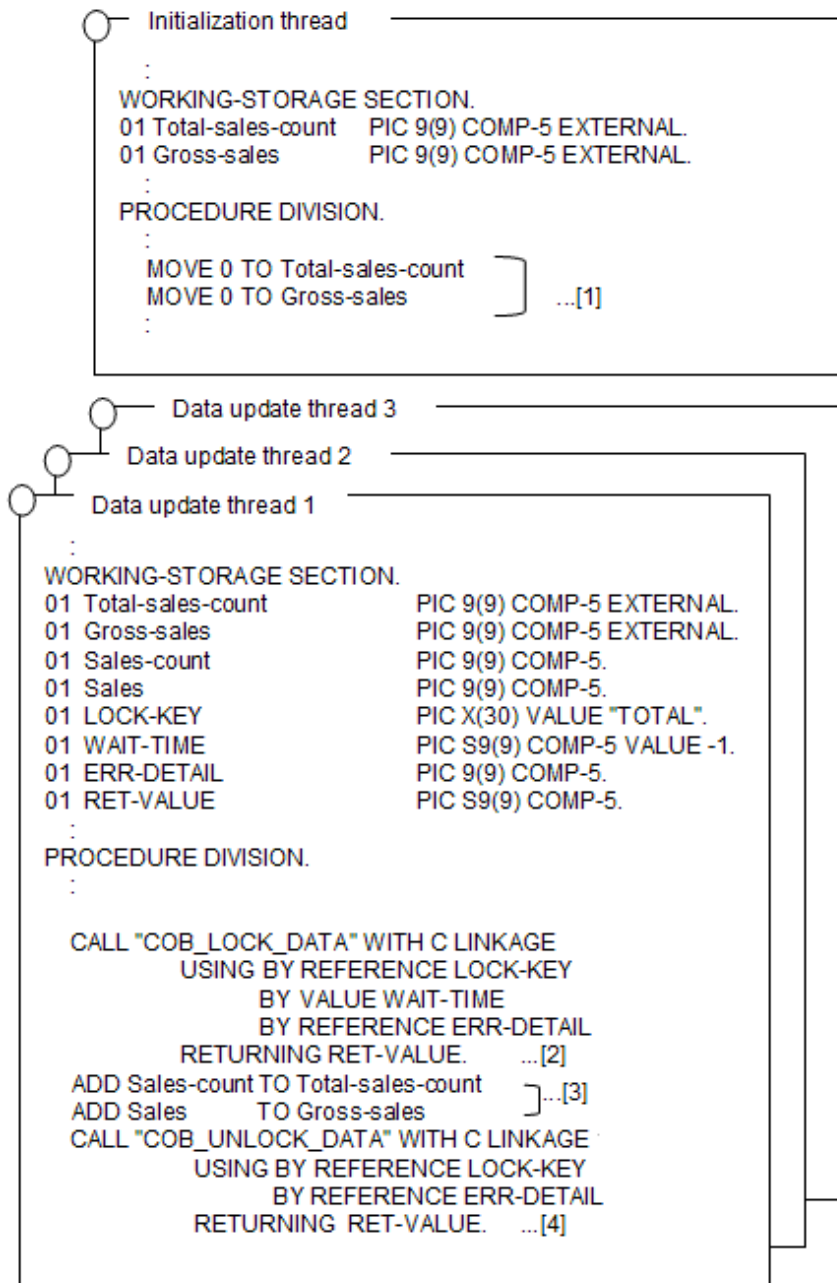 Initialization thread
:
WORKING-STORAGE SECTION.
01 Total-sales-count PIC 9(9) COMP-5 EXTERNAL.
01 Gross-sales PIC 9(9) COMP-5 EXTERNAL.
:
PROCEDURE DIVISION.
:
MOVE 0 TO Total-sales-count
MOVE 0 TO Gross-sales ...[1]
:
Data update thread 3
Data update thread 2
Data update thread 1
:
WORKING-STORAGE SECTION.
01 Total-sales-count PIC 9(9) COMP-5 EXTERNAL.
01 Gross-sales PIC 9(9) COMP-5 EXTERNAL.
01 Sales-count PIC 9(9) COMP-5.
01 Sales PIC 9(9) COMP-5.
01 LOCK-KEY PIC X(30) VALUE "TOTAL".
01 WAIT-TIME PIC S9(9) COMP-5 VALUE -1.
01 ERR-DETAIL PIC 9(9) COMP-5.
01 RET-VALUE PIC S9(9) COMP-5.
:
PROCEDURE DIVISION.
:
CALL "COB_LOCK_DATA" WITH C LINKAGE
USING BY REFERENCE LOCK-KEY
BY VALUE WAIT-TIME
BY REFERENCE ERR-DETAIL
RETURNING RET-VALUE. ...[2]
ADD Sales-count TO Total-sales-count ...[3]
ADD Sales TO Gross-sales
CALL "COB_UNLOCK_DATA" WITH C LINKAGE
USING BY REFERENCE LOCK-KEY
BY REFERENCE ERR-DETAIL
RETURNING RET-VALUE. ...[4]